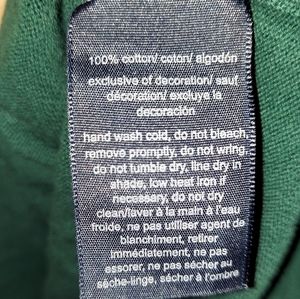 100% cotton/ coton/ algodón
exclusive of decoration/ sauf
décoration/ excluye la
decoración
hand wash cold, do not bleach,
remove promptly, do not wring,
do not tumble dry, line dry in
shade, low heat iron if
necessary, do not dry
clean/laver à la main à l'eau
froide, ne pas utiliser agent de
blanchiment, retirer
immédiatement, ne pas
essorer, ne pas sécher au
sèche-linge, sécher à l'ombre